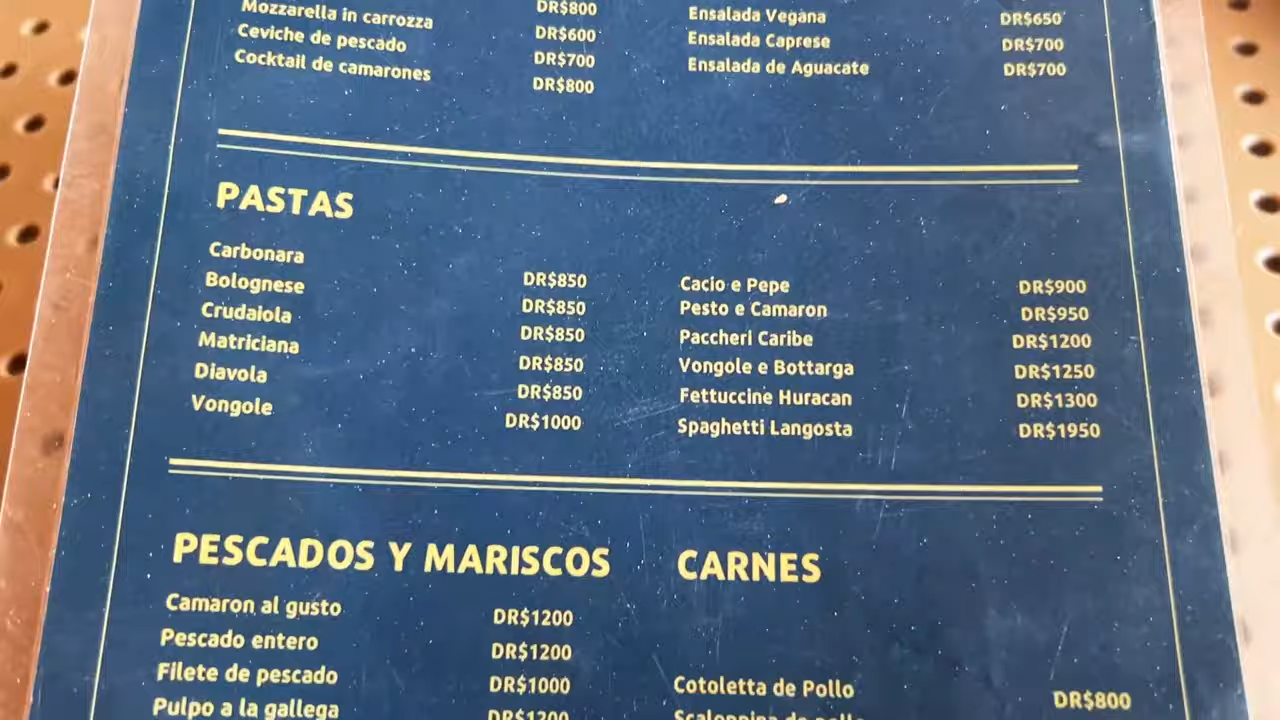 Mozzarella in carrozza DR$800
Ceviche de pescado DR$600
Cocktail de camarones DR$700
DR$800
Ensalada Vegana DR$650
Ensalada Caprese DR$700
Ensalada de Aguacate DR$700
PASTAS
Carbonara DR$850
Bolognese DR$850
Crudaiola DR$850
Matriciana DR$850
Diavola DR$850
Vongole DR$1000
Cacio e Pepe DR$900
Pesto e Camaron DR$950
Paccheri Caribe DR$1200
Vongole e Bottarga DR$1250
Fettuccine Huracan DR$1300
Spaghetti Langosta DR$1950
PESCADOS Y MARISCOS
Camaron al gusto DR$1200
Pescado entero DR$1200
Filete de pescado DR$1000
Pulpo a la gallega DR$1200
CARNES
Cotoletta de Pollo DR$800